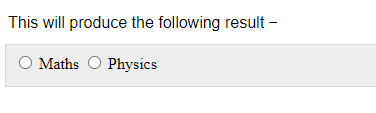 This will produce the following result −
Maths Physics